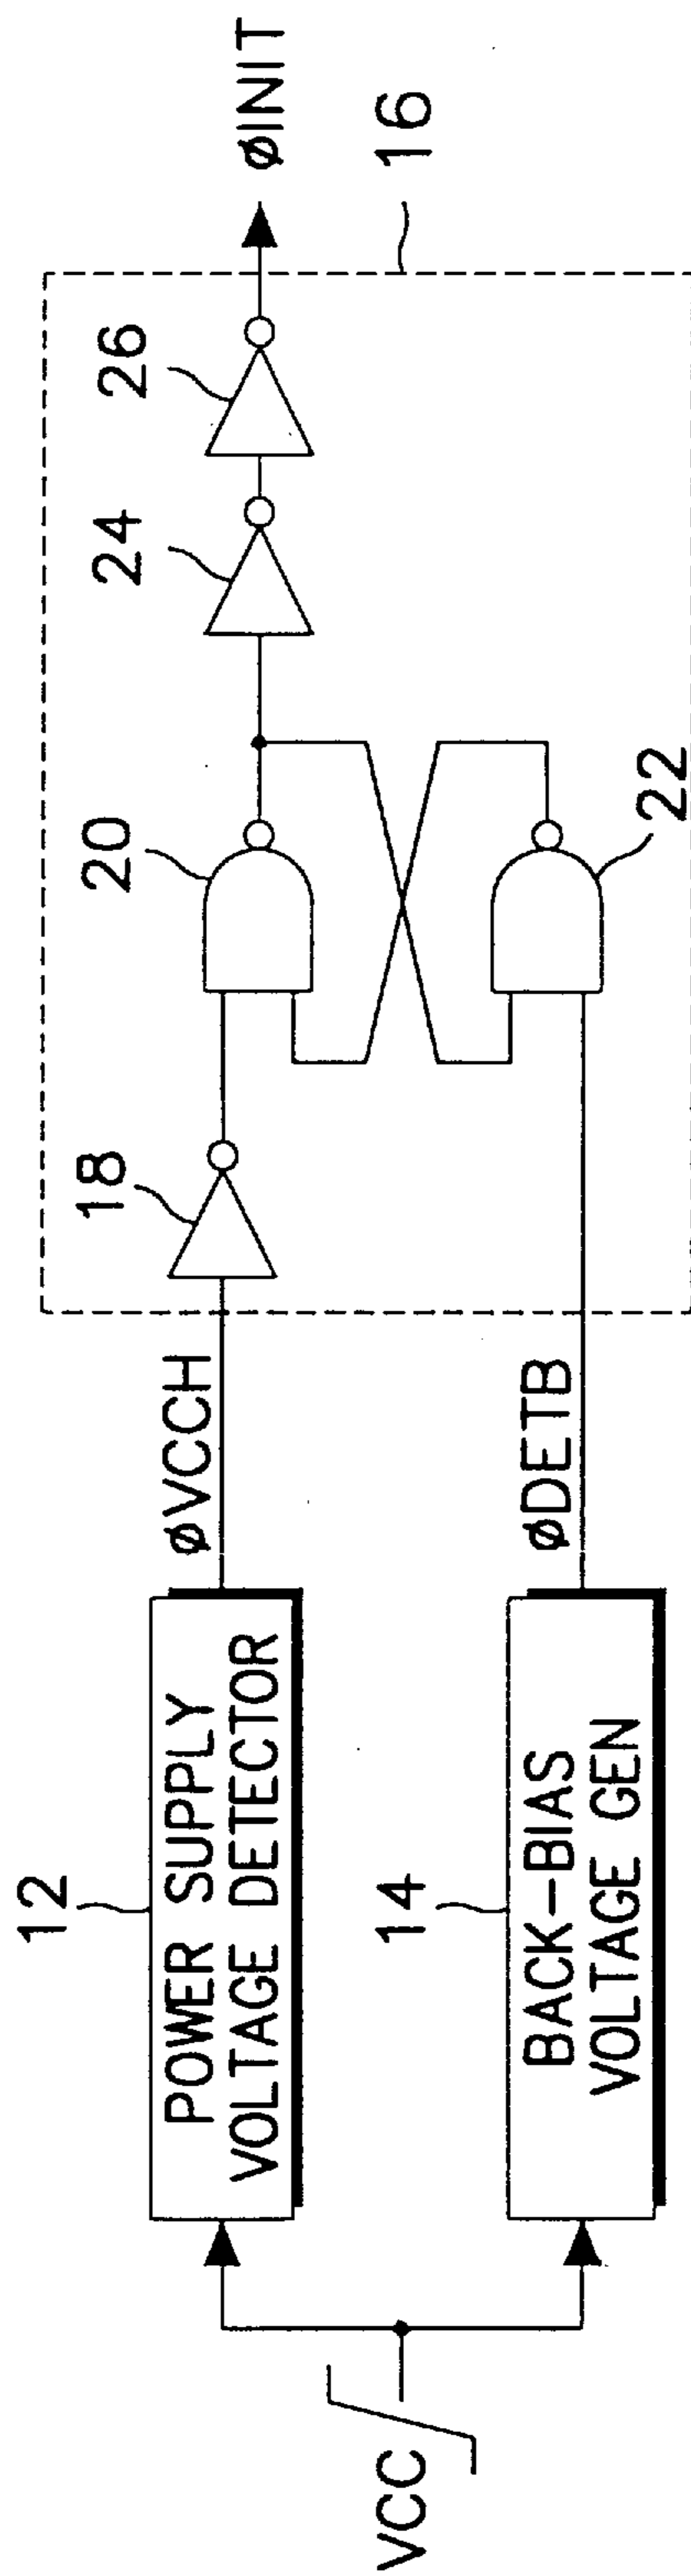 VCC
12
POWER SUPPLY
VOLTAGE DETECTOR
14
BACK-BIAS
VOLTAGE GEN
øVCCH
øDETB
18
20
22
24
26
øINIT
16